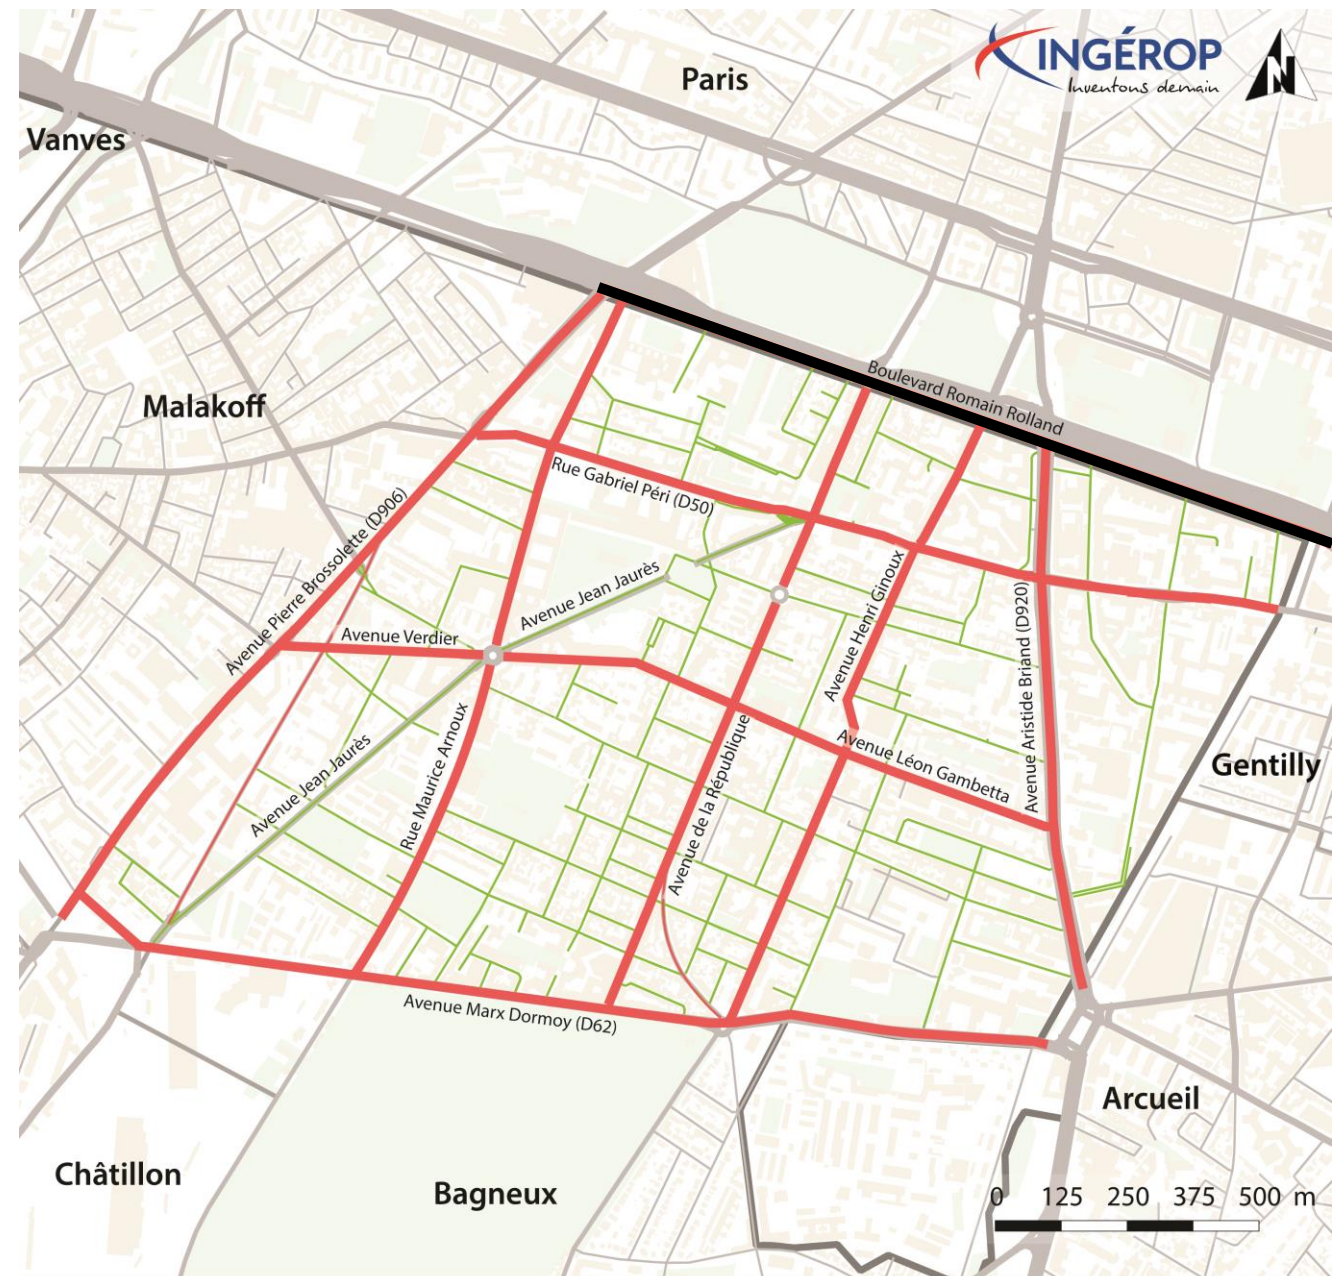 INGÉROP
Inventons demain
N
Paris
Vanves
Malakoff
Boulevard Romain Rolland
Rue Gabriel Péri (D50)
Avenue Pierre Brossolette (D906)
Avenue Jean Jaurès
Avenue Verdier
Avenue Henri Ginoux
Avenue Aristide Briand (D920)
Avenue Jean Jaurès
Rue Maurice Arnoux
Avenue de la République
Avenue Léon Gambetta
Gentilly
Avenue Marx Dormoy (D62)
Arcueil
Châtillon
Bagneux
0 125 250 375 500 m